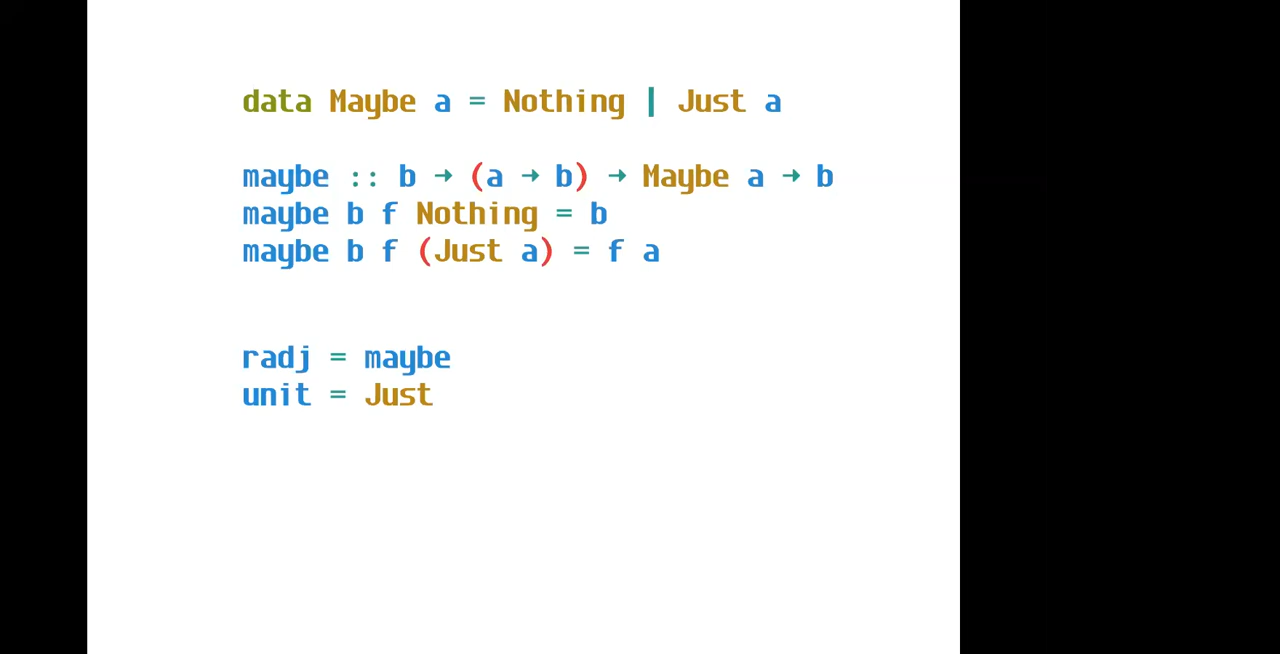 data Maybe a = Nothing | Just a
maybe :: b → (a → b) → Maybe a → b
maybe b f Nothing = b
maybe b f (Just a) = f a
radj = maybe
unit = Just